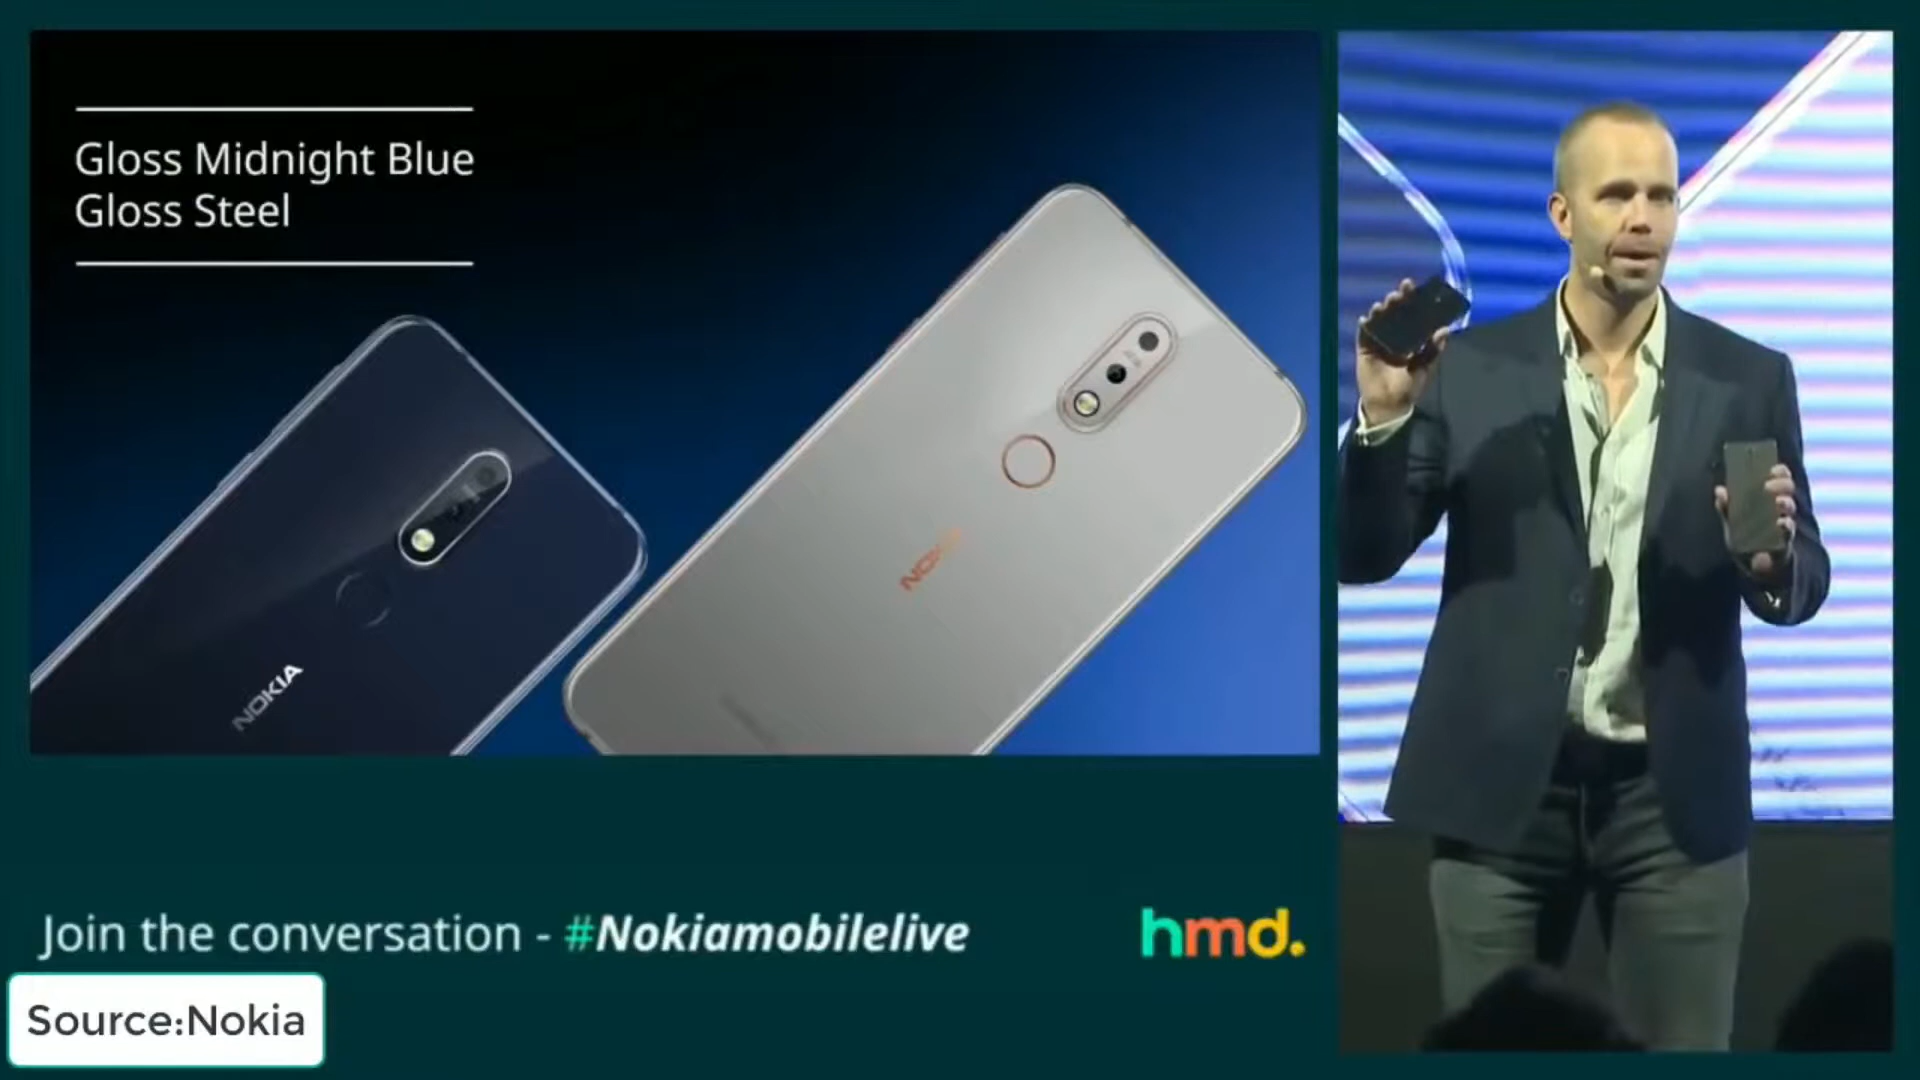 Gloss Midnight Blue
Gloss Steel
NOKIA
NOKIA
Join the conversation - #Nokiamobilelive
hmd.
Source:Nokia